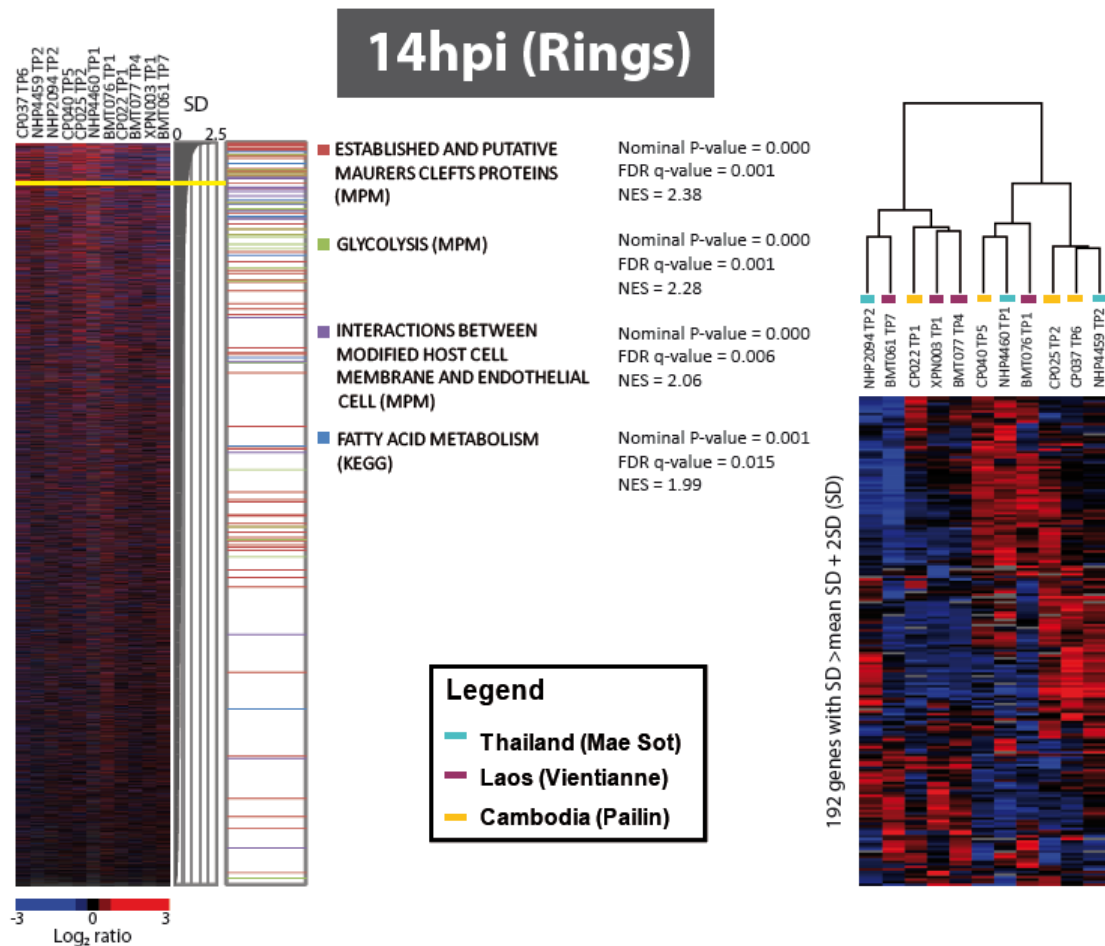 14hpi (Rings)
CP037 TP6
NHP4459 TP2
NHP2094 TP2
CP040 TP5
CP025 TP2
NHP4460 TP1
BMT076 TP1
CP022 TP1
BMT077 TP4
XPN003 TP1
BMT061 TP7
SD
0 2.5
ESTABLISHED AND PUTATIVE
MAURERS CLEFTS PROTEINS
(MPM)
Nominal P-value = 0.000
FDR q-value = 0.001
NES = 2.38
GLYCOLYSIS (MPM)
Nominal P-value = 0.000
FDR q-value = 0.001
NES = 2.28
INTERACTIONS BETWEEN
MODIFIED HOST CELL
MEMBRANE AND ENDOTHELIAL
CELL (MPM)
Nominal P-value = 0.000
FDR q-value = 0.006
NES = 2.06
FATTY ACID METABOLISM
(KEGG)
Nominal P-value = 0.001
FDR q-value = 0.015
NES = 1.99
-3 0 3
Log₂ ratio
Legend
Thailand (Mae Sot)
Laos (Vientianne)
Cambodia (Pailin)
NHP2094 TP2
BMT061 TP7
CP022 TP1
XPN003 TP1
BMT077 TP4
CP040 TP5
NHP4460 TP1
BMT076 TP1
CP025 TP2
CP037 TP6
NHP4459 TP2
192 genes with SD >mean SD + 2SD (SD)